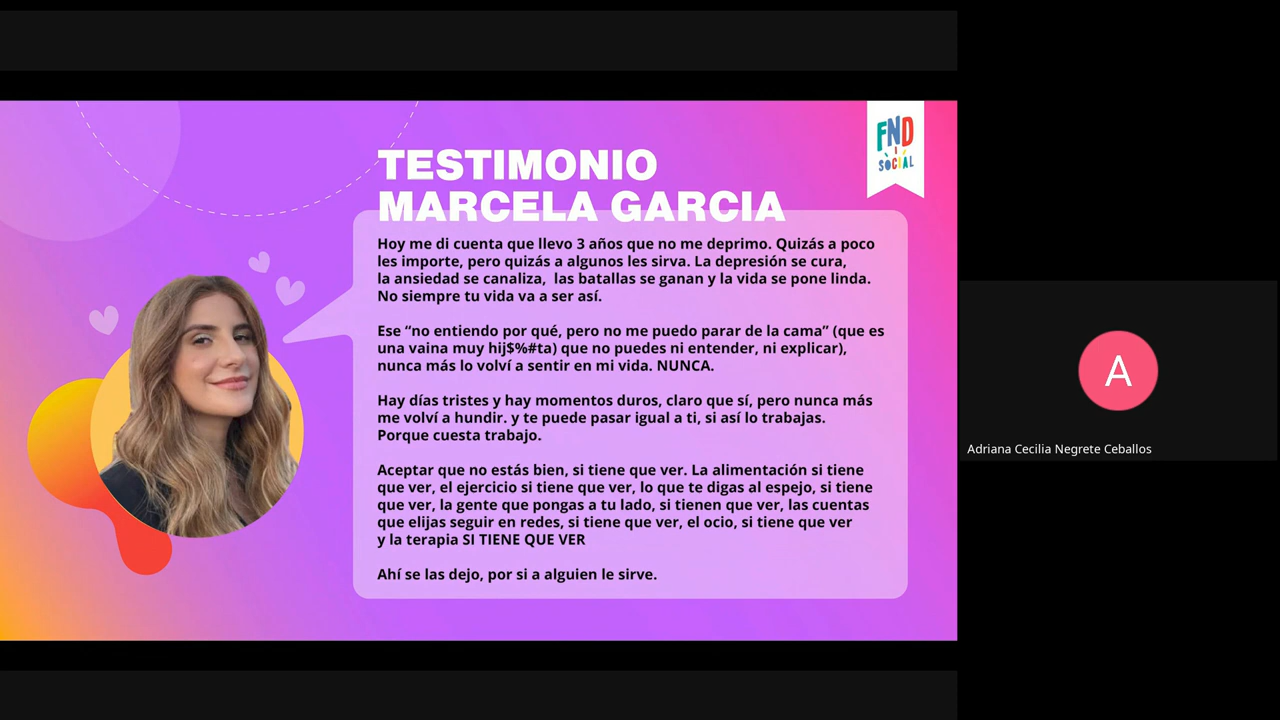 FND
SOCIAL
TESTIMONIO
MARCELA GARCIA
Hoy me di cuenta que llevo 3 años que no me deprimo. Quizás a poco
les importe, pero quizás a algunos les sirva. La depresión se cura,
la ansiedad se canaliza,  las batallas se ganan y la vida se pone linda.
No siempre tu vida va a ser así.
Ese “no entiendo por qué, pero no me puedo parar de la cama” (que es
una vaina muy hij$%#ta) que no puedes ni entender, ni explicar),
nunca más lo volví a sentir en mi vida. NUNCA.
Hay días tristes y hay momentos duros, claro que sí, pero nunca más
me volví a hundir. y te puede pasar igual a ti, si así lo trabajas.
Porque cuesta trabajo.
Aceptar que no estás bien, si tiene que ver. La alimentación si tiene
que ver, el ejercicio si tiene que ver, lo que te digas al espejo, si tiene
que ver, la gente que pongas a tu lado, si tienen que ver, las cuentas
que elijas seguir en redes, si tiene que ver, el ocio, si tiene que ver
y la terapia SI TIENE QUE VER
Ahí se las dejo, por si a alguien le sirve.
A
Adriana Cecilia Negrete Ceballos